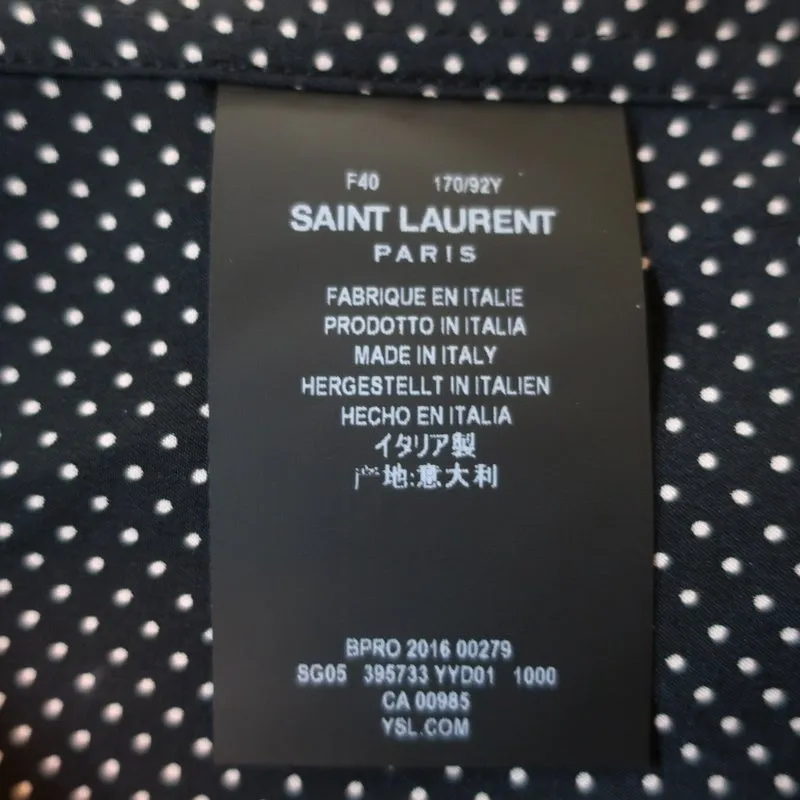 F40 170/92Y
SAINT LAURENT
PARIS
FABRIQUE EN ITALIE
PRODOTTO IN ITALIA
MADE IN ITALY
HERGESTELLT IN ITALIEN
HECHO EN ITALIA
イタリア製
产地:意大利
BPRO 2016 00279
SG05 395733 YYD01 1000
CA 00985
YSL.COM